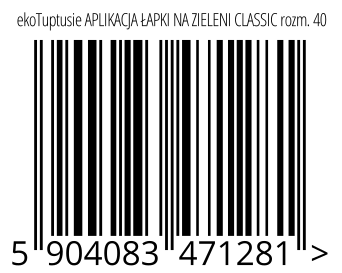 ekoTuptusie APLIKACJA ŁAPKI NA ZIELENI CLASSIC rozm. 40
5 904083 471281 >